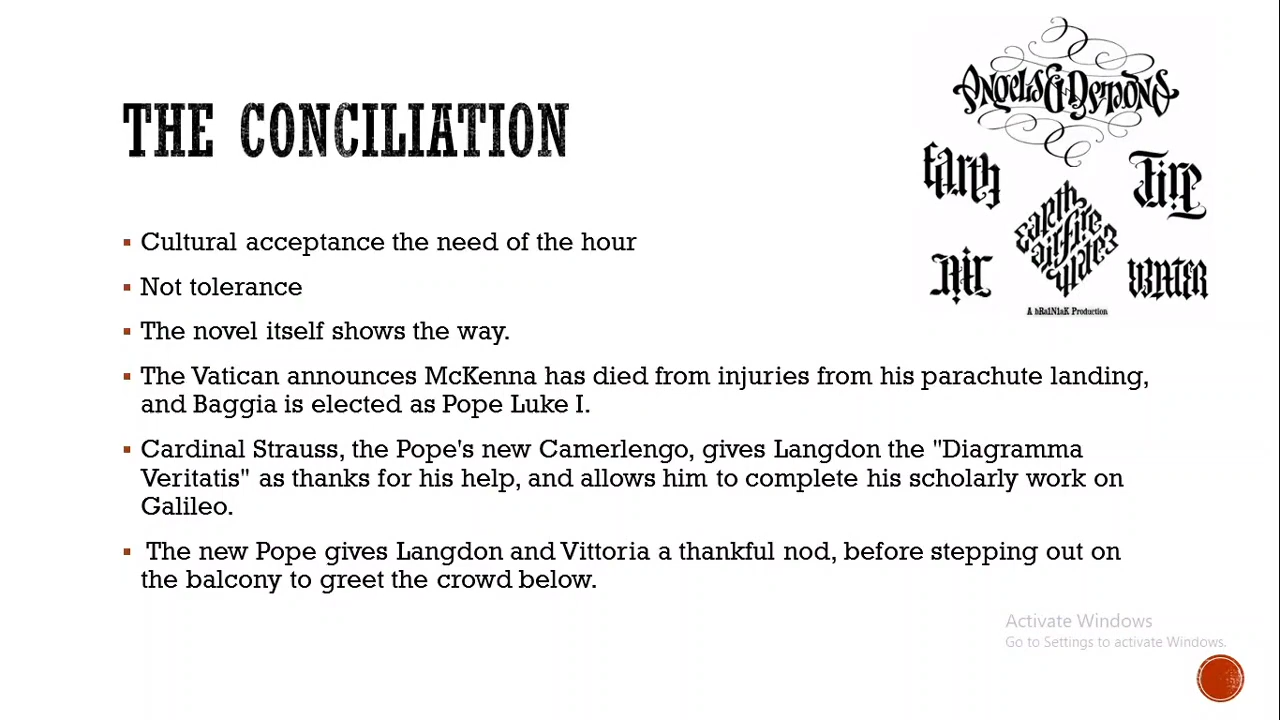 Angels & Demons
THE CONCILIATION
Earth
Fire
earth
air fire
water
Air
Water
A bRa1N1aK Production
▪ Cultural acceptance the need of the hour
▪ Not tolerance
▪ The novel itself shows the way.
▪ The Vatican announces McKenna has died from injuries from his parachute landing,
and Baggia is elected as Pope Luke I.
▪ Cardinal Strauss, the Pope's new Camerlengo, gives Langdon the "Diagramma
Veritatis" as thanks for his help, and allows him to complete his scholarly work on
Galileo.
▪ The new Pope gives Langdon and Vittoria a thankful nod, before stepping out on
the balcony to greet the crowd below.
Activate Windows
Go to Settings to activate Windows.